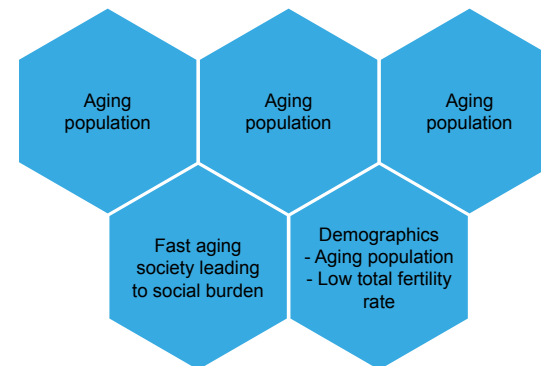 Aging
population
Aging
population
Aging
population
Fast aging
society leading
to social burden
Demographics
- Aging population
- Low total fertility
rate